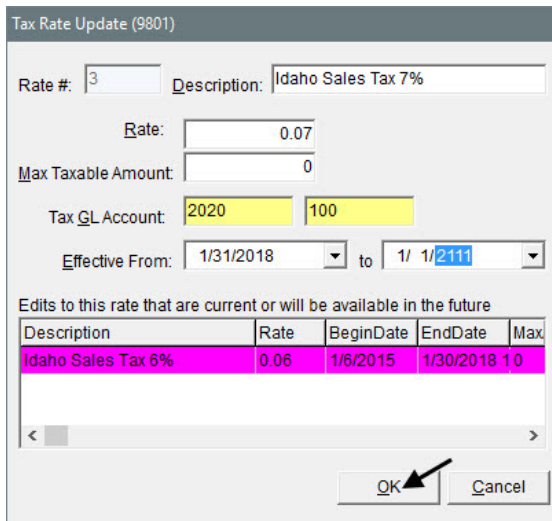 Tax Rate Update (9801)
Rate #: 3 Description: Idaho Sales Tax 7%
Rate: 0.07
Max Taxable Amount: 0
Tax GL Account: 2020 100
Effective From: 1/31/2018 to 1/ 1/2111
Edits to this rate that are current or will be available in the future
Description Rate BeginDate EndDate Max
Idaho Sales Tax 6% 0.06 1/6/2015 1/30/2018 1 0
OK Cancel